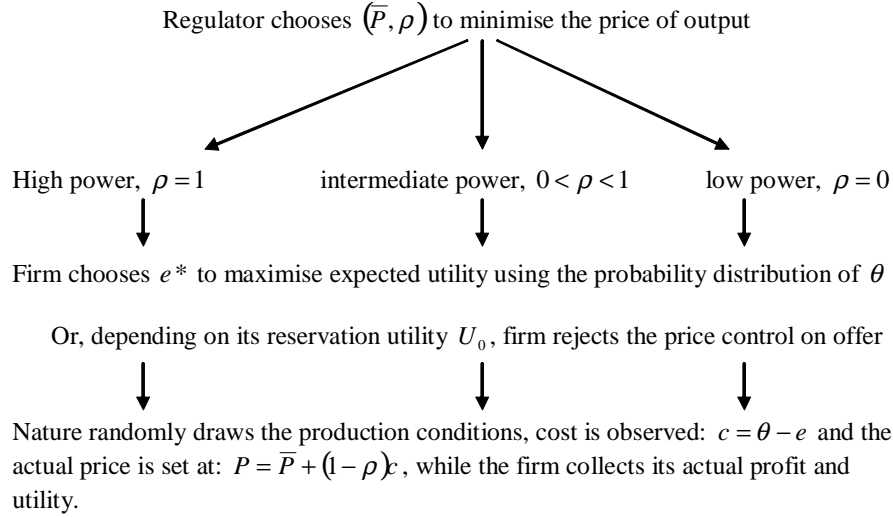 Regulator chooses (P̅, ρ) to minimise the price of output
High power, ρ = 1 intermediate power, 0 < ρ < 1 low power, ρ = 0
Firm chooses e* to maximise expected utility using the probability distribution of θ
Or, depending on its reservation utility U₀, firm rejects the price control on offer
Nature randomly draws the production conditions, cost is observed: c = θ − e and the
actual price is set at: P = P̅ + (1 − ρ)c, while the firm collects its actual profit and
utility.